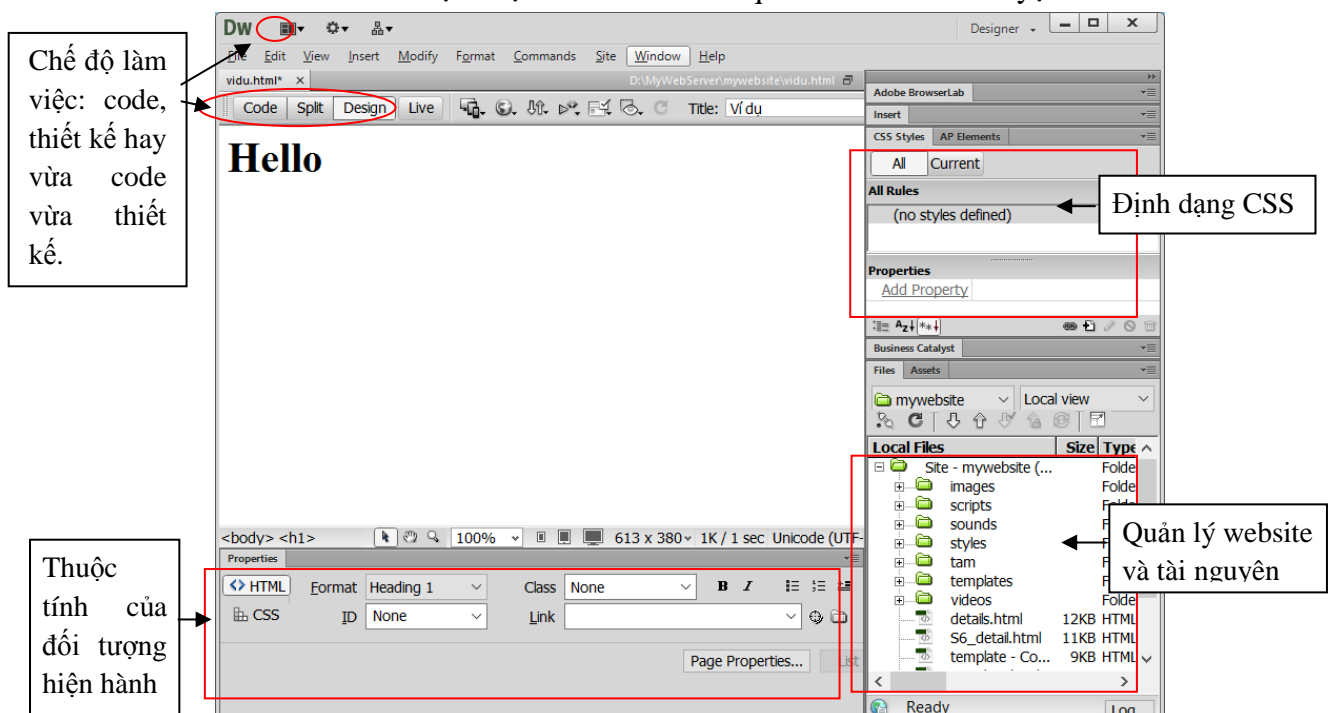 Chế độ làm
việc: code,
thiết kế hay
vừa code
vừa thiết
kế.
Dw
Designer
File Edit View Insert Modify Format Commands Site Window Help
vidu.html* × D:\MyWebServer\mywebsite\vidu.html
Code Split Design Live Title: Ví dụ
Hello
Adobe BrowserLab
Insert
CSS Styles AP Elements
All Current
All Rules
(no styles defined)
Định dạng CSS
Properties
Add Property
Business Catalyst
Files Assets
mywebsite Local view
Local Files Size Type
Site - mywebsite (... Folde
images Folde
scripts Folde
sounds F
styles F
tam F
templates F
videos Folde
details.html 12KB HTML
S6_detail.html 11KB HTML
template - Co... 9KB HTML
Quản lý website
và tài nguyên
Ready Log...
<body> <h1> 100% 613 x 380 1K / 1 sec Unicode (UTF-
Properties
HTML Format Heading 1 Class None B I
CSS ID None Link
Page Properties... List
Thuộc
tính của
đối tượng
hiện hành